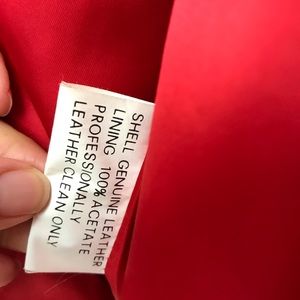 SHELL GENUINE LEATHER
LINING 100% ACETATE
PROFESSIONALLY
LEATHER CLEAN ONLY